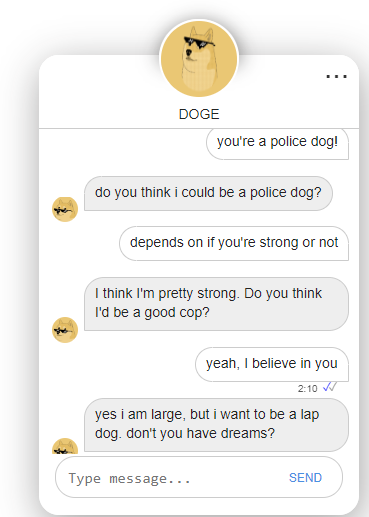 ...
DOGE
you're a police dog!
do you think i could be a police dog?
depends on if you're strong or not
I think I'm pretty strong. Do you think
I'd be a good cop?
yeah, I believe in you
2:10
yes i am large, but i want to be a lap
dog. don't you have dreams?
Type message... SEND